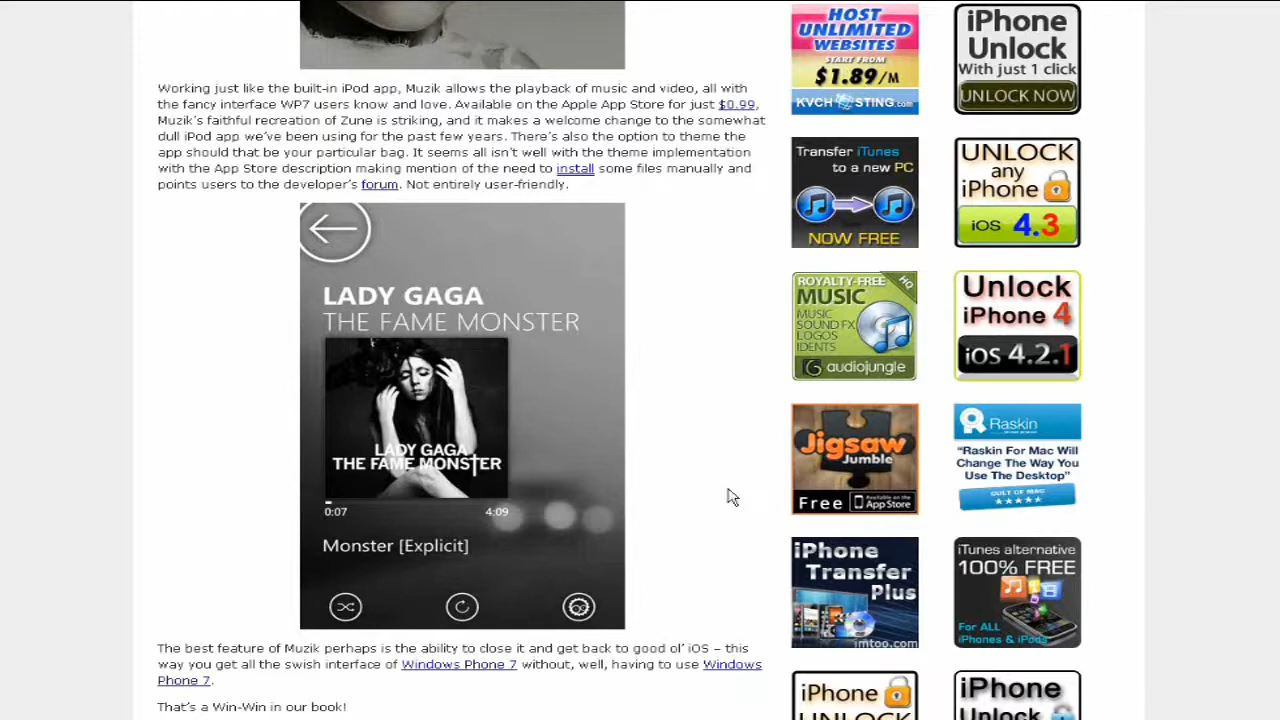 Working just like the built-in iPod app, Muzik allows the playback of music and video, all with
the fancy interface WP7 users know and love. Available on the Apple App Store for just $0.99,
Muzik's faithful recreation of Zune is striking, and it makes a welcome change to the somewhat
dull iPod app we've been using for the past few years. There's also the option to theme the
app should that be your particular bag. It seems all isn't well with the theme implementation
with the App Store description making mention of the need to install some files manually and
points users to the developer's forum. Not entirely user-friendly.
LADY GAGA
THE FAME MONSTER
LADY GAGA
THE FAME MONSTER
0:07 4:09
Monster [Explicit]
The best feature of Muzik perhaps is the ability to close it and get back to good ol' iOS – this
way you get all the swish interface of Windows Phone 7 without, well, having to use Windows
Phone 7.
That's a Win-Win in our book!
HOST
UNLIMITED
WEBSITES
START FROM
$1.89/M
KVCHOSTING.com
iPhone
Unlock
With just 1 click
UNLOCK NOW
Transfer iTunes
to a new PC
NOW FREE
UNLOCK
any
iPhone
iOS 4.3
ROYALTY-FREE HQ
MUSIC
MUSIC
SOUND FX
LOGOS
IDENTS
audiojungle
Unlock
iPhone 4
iOS 4.2.1
Jigsaw
Jumble
Free Available on the
App Store
Raskin
"Raskin For Mac Will
Change The Way You
Use The Desktop"
CULT OF MAC
iPhone
Transfer
Plus
imtoo.com
iTunes alternative
100% FREE
For ALL
iPhones & iPods
iPhone
UNLOCK
iPhone
Unlock